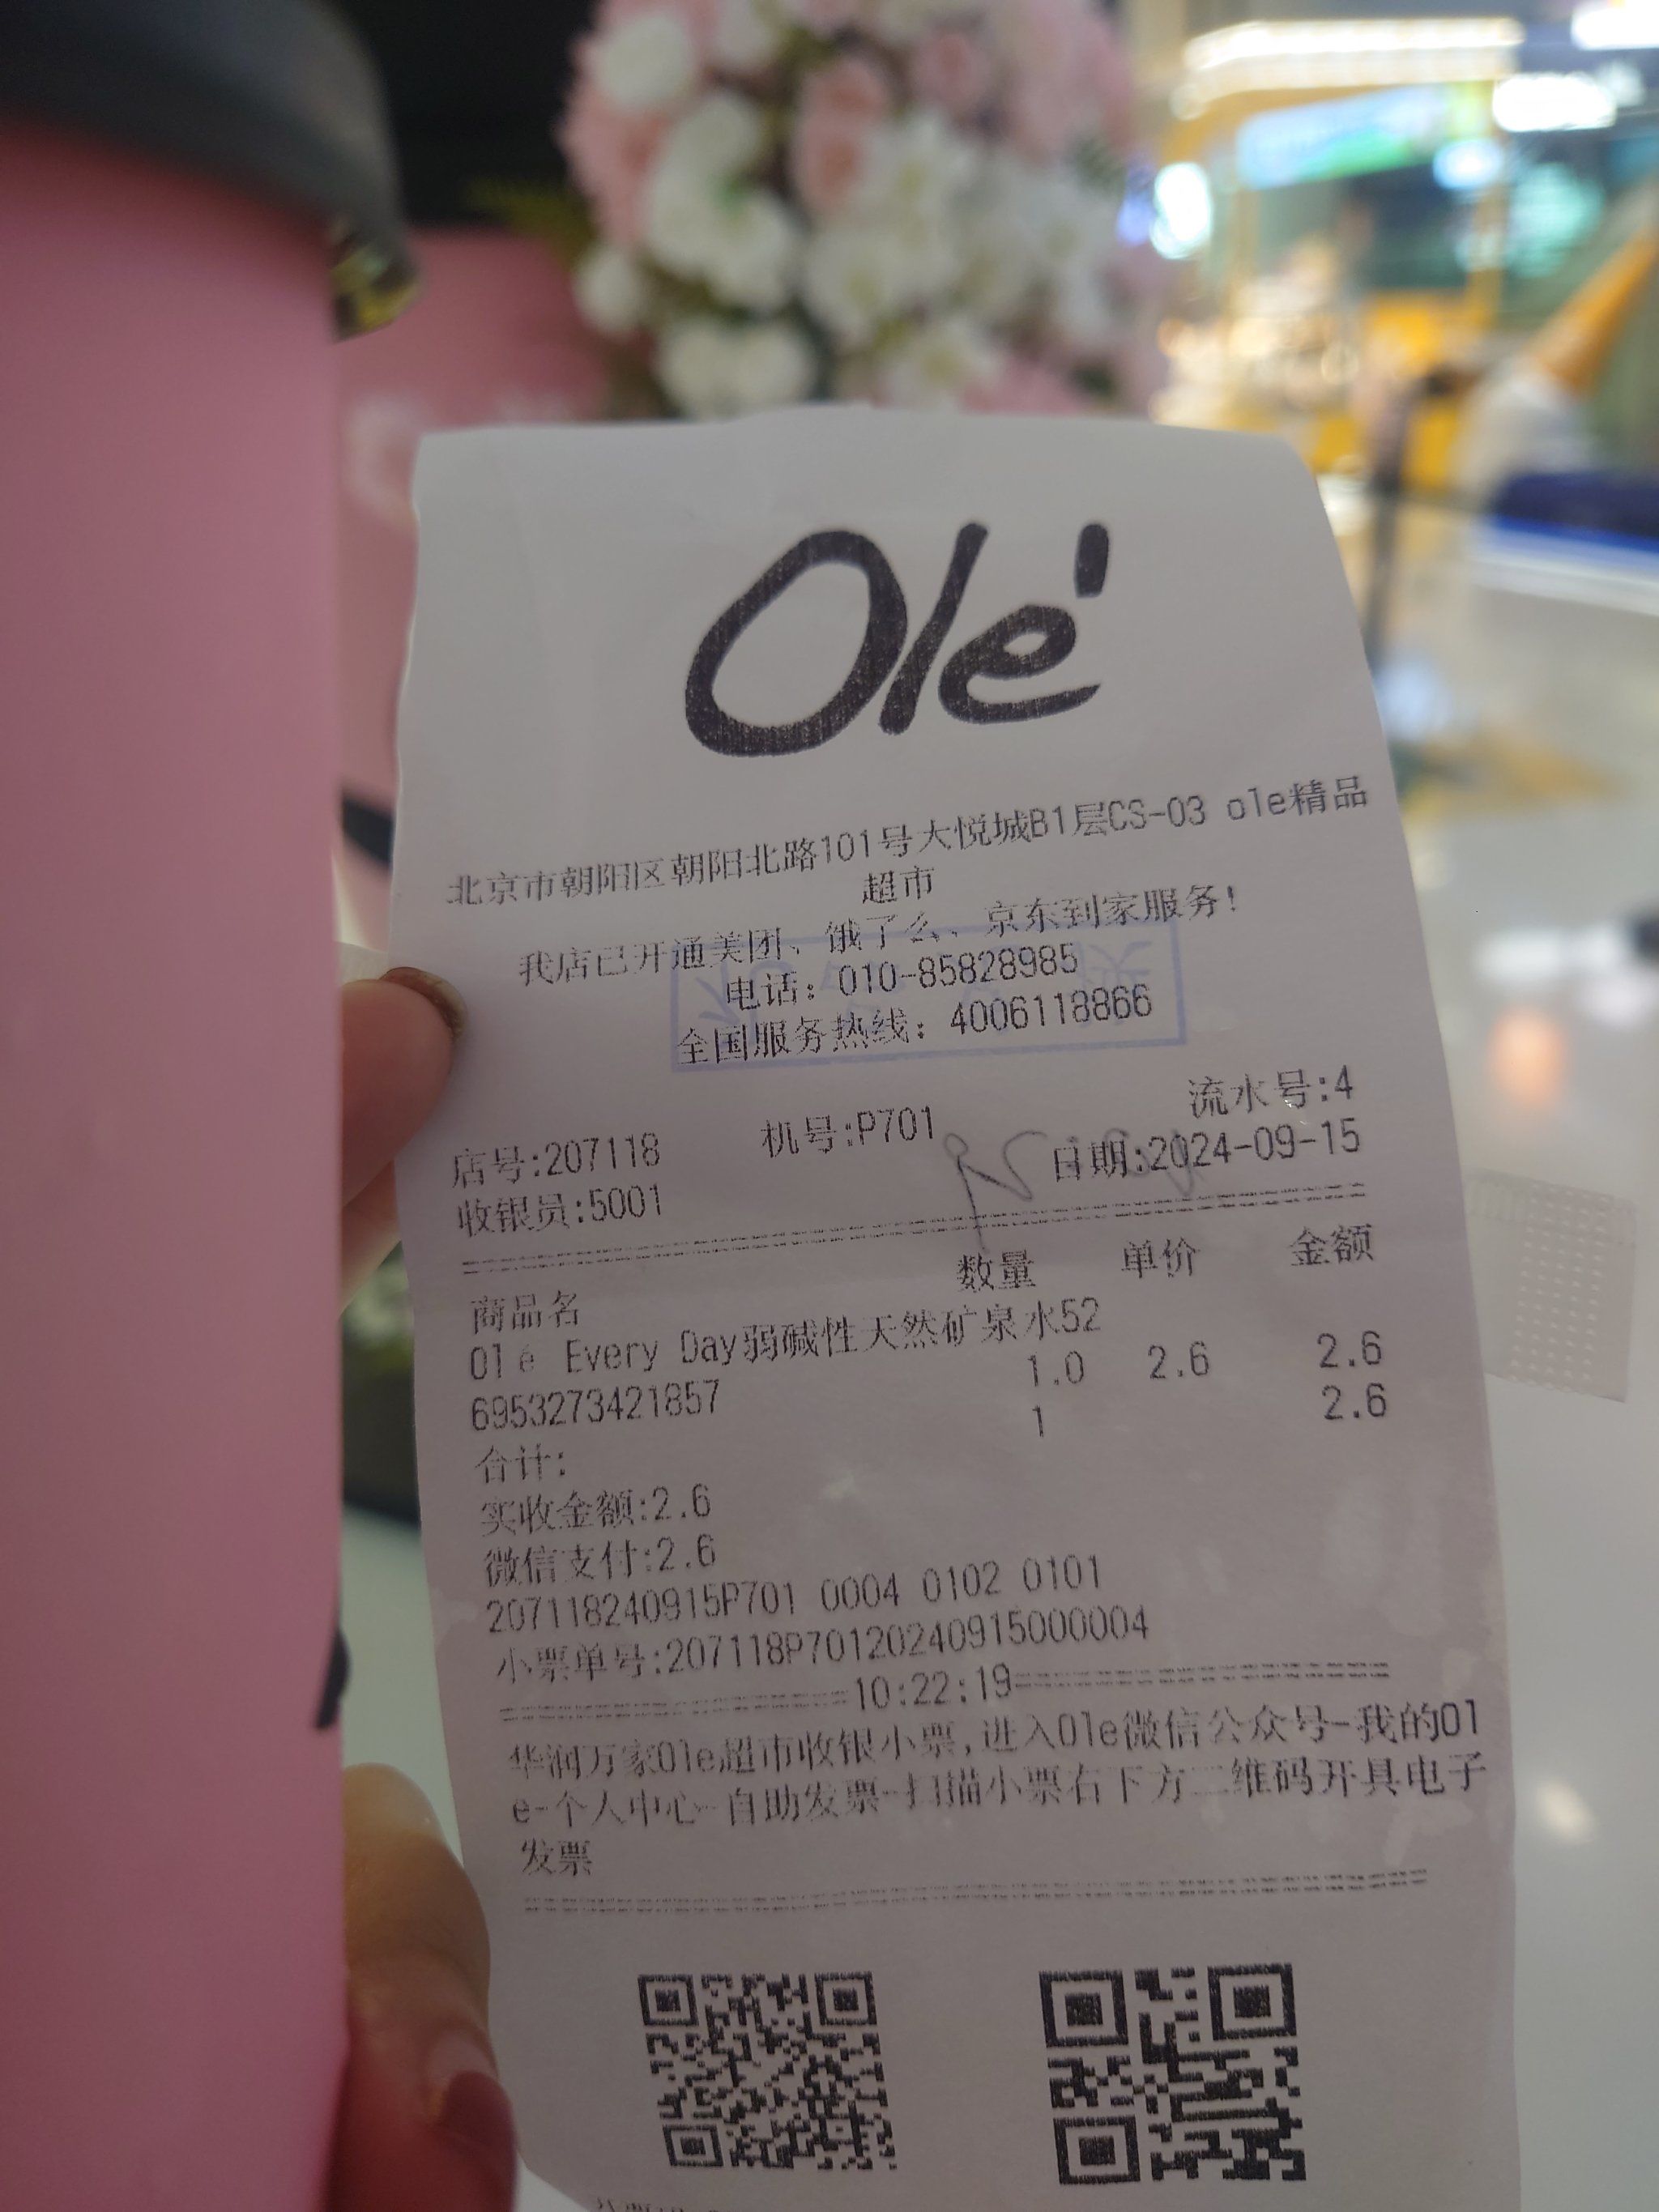 Olé
北京市朝阳区朝阳北路101号大悦城B1层CS-03 ole精品
超市
我店已开通美团、饿了么、京东到家服务!
电话: 010-85828985
全国服务热线: 4006118866
流水号:4
店号:207118 机号:P701 日期:2024-09-15
收银员:5001
商品名 数量 单价 金额
Olé Every Day弱碱性天然矿泉水52
6953273421857 1.0 2.6 2.6
合计: 1 2.6
实收金额:2.6
微信支付:2.6
207118240915P701 0004 0102 0101
小票单号:207118P70120240915000004
10:22:19
华润万家Ole超市收银小票,进入Ole微信公众号-我的Ol
e-个人中心-自助发票-扫描小票右下方二维码开具电子
发票